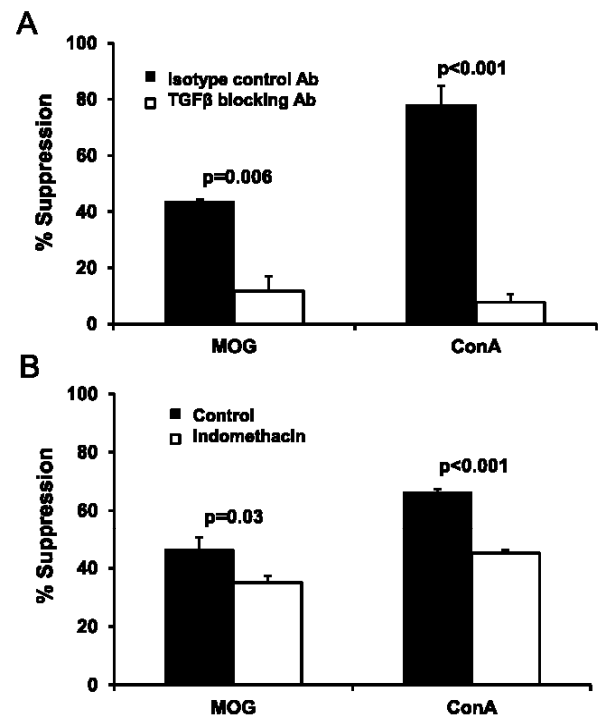 A
100
80
60
40
20
0
% Suppression
Isotype control Ab
TGFβ blocking Ab
p=0.006
p<0.001
MOG
ConA
B
100
80
60
40
20
0
% Suppression
Control
Indomethacin
p=0.03
p<0.001
MOG
ConA